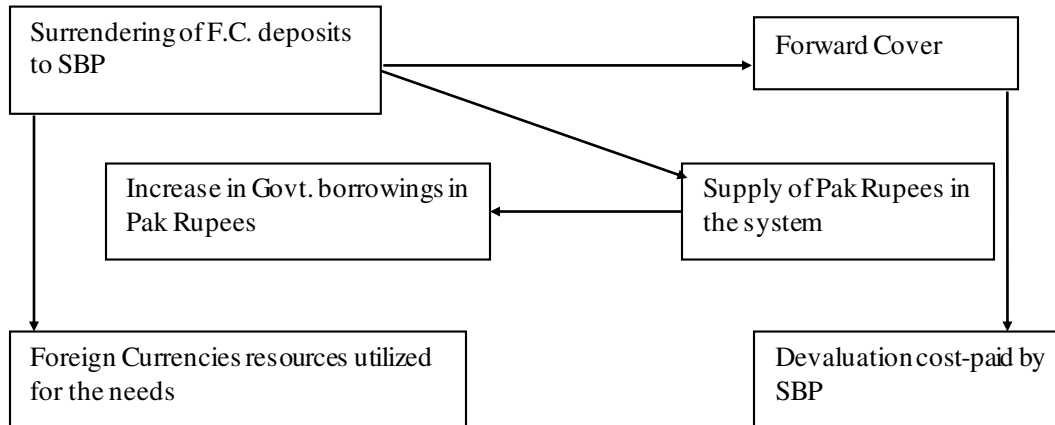 Surrendering of F.C. deposits
to SBP
Forward Cover
Increase in Govt. borrowings in
Pak Rupees
Supply of Pak Rupees in
the system
Foreign Currencies resources utilized
for the needs
Devaluation cost-paid by
SBP